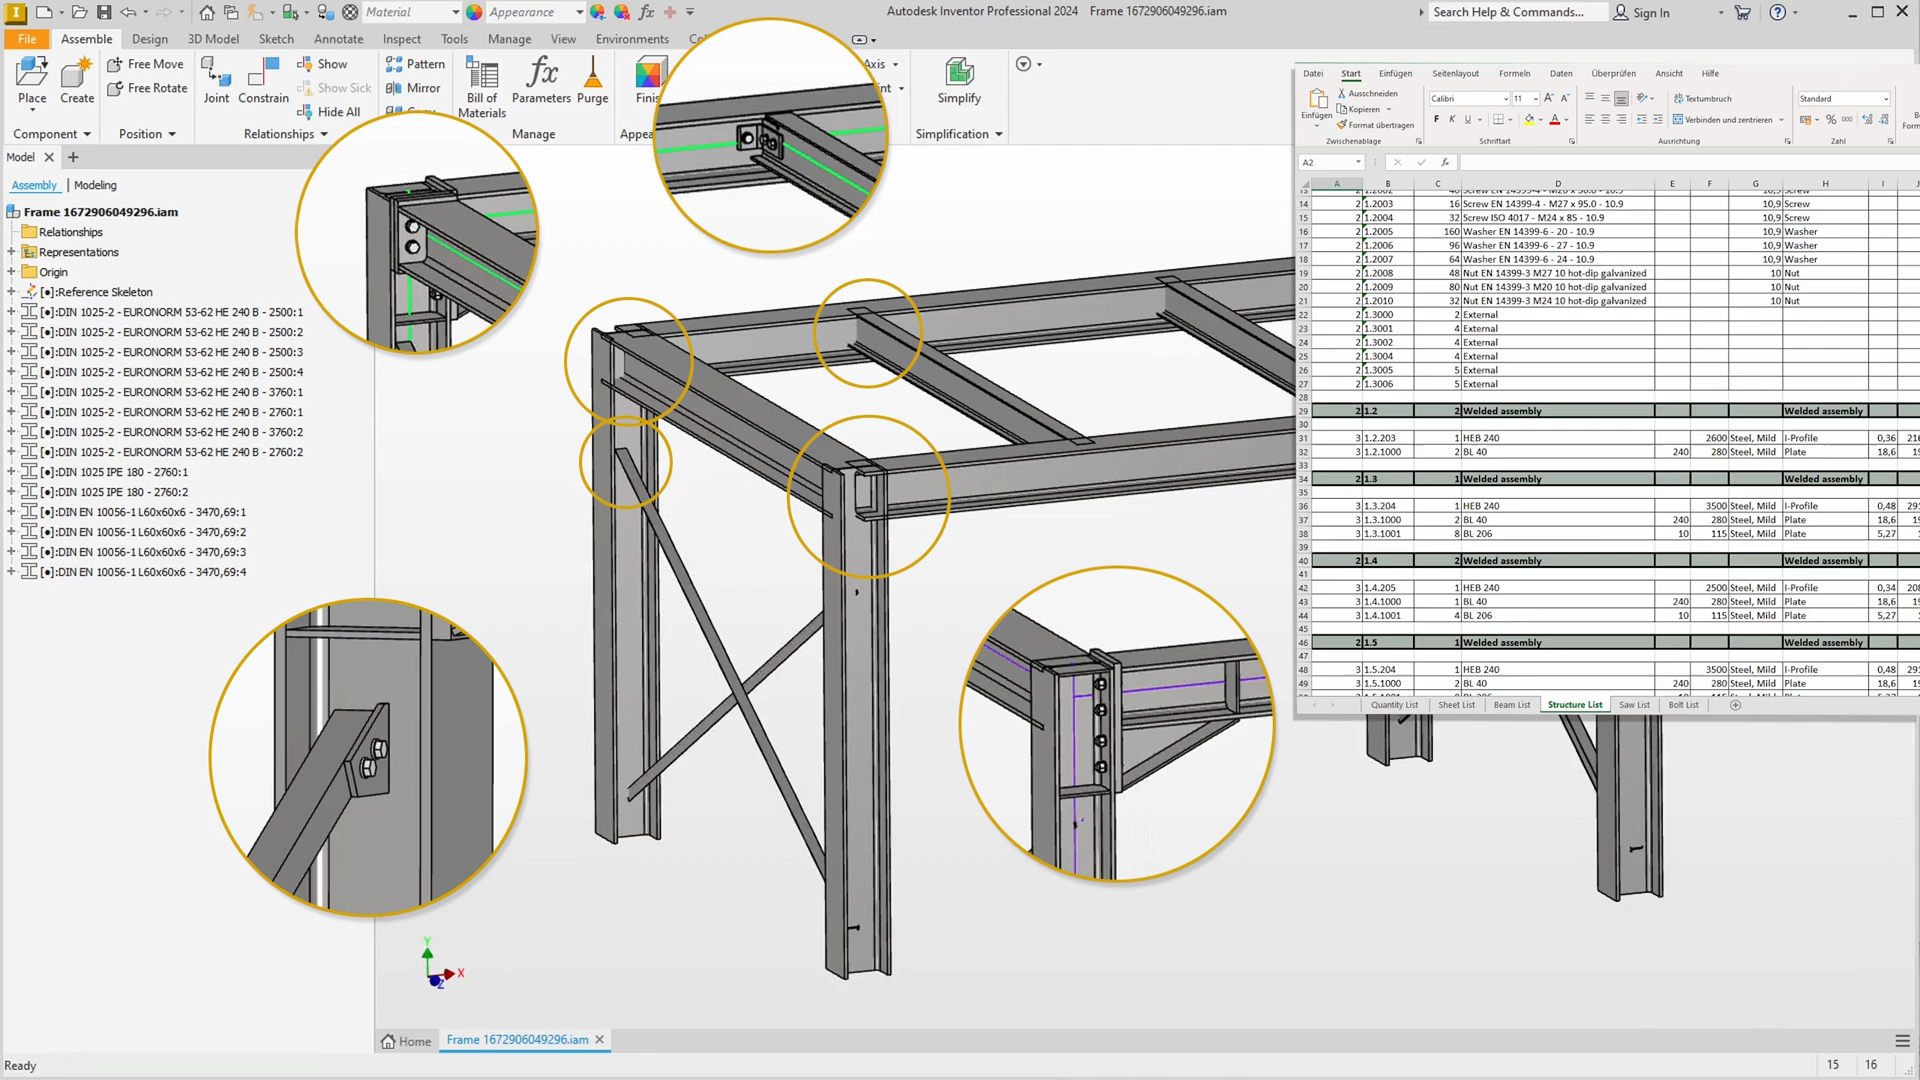 Material
Appearance
Autodesk Inventor Professional 2024 Frame 1672906049296.iam
Search Help & Commands...
Sign In
File Assemble Design 3D Model Sketch Annotate Inspect Tools Manage View Environments
Place
Create
Free Move
Free Rotate
Joint
Constrain
Show
Show Sick
Hide All
Pattern
Mirror
Bill of
Materials
Parameters
Purge
Axis
Simplify
Component
Position
Relationships
Manage
Simplification
Model
Assembly Modeling
Frame 1672906049296.iam
Relationships
Representations
Origin
[•]:Reference Skeleton
[•]:DIN 1025-2 - EURONORM 53-62 HE 240 B - 2500:1
[•]:DIN 1025-2 - EURONORM 53-62 HE 240 B - 2500:2
[•]:DIN 1025-2 - EURONORM 53-62 HE 240 B - 2500:3
[•]:DIN 1025-2 - EURONORM 53-62 HE 240 B - 2500:4
[•]:DIN 1025-2 - EURONORM 53-62 HE 240 B - 3760:1
[•]:DIN 1025-2 - EURONORM 53-62 HE 240 B - 2760:1
[•]:DIN 1025-2 - EURONORM 53-62 HE 240 B - 3760:2
[•]:DIN 1025-2 - EURONORM 53-62 HE 240 B - 2760:2
[•]:DIN 1025 IPE 180 - 2760:1
[•]:DIN 1025 IPE 180 - 2760:2
[•]:DIN EN 10056-1 L60x60x6 - 3470,69:1
[•]:DIN EN 10056-1 L60x60x6 - 3470,69:2
[•]:DIN EN 10056-1 L60x60x6 - 3470,69:3
[•]:DIN EN 10056-1 L60x60x6 - 3470,69:4
Y
X
Z
Home
Frame 1672906049296.iam
Ready
15 16
Datei Start Einfügen Seitenlayout Formeln Daten Überprüfen Ansicht Hilfe
Einfügen
Ausschneiden
Kopieren
Format übertragen
Zwischenablage
Calibri 11
F K U
Schriftart
Textumbruch
Verbinden und zentrieren
Ausrichtung
Standard
Zahl
A2
A B C D E F G H I
14 2 1.2003 16 Screw EN 14399-4 - M27 x 95.0 - 10.9 10,9 Screw
15 2 1.2004 32 Screw ISO 4017 - M24 x 85 - 10.9 10,9 Screw
16 2 1.2005 160 Washer EN 14399-6 - 20 - 10.9 10,9 Washer
17 2 1.2006 96 Washer EN 14399-6 - 27 - 10.9 10,9 Washer
18 2 1.2007 64 Washer EN 14399-6 - 24 - 10.9 10,9 Washer
19 2 1.2008 48 Nut EN 14399-3 M27 10 hot-dip galvanized 10 Nut
20 2 1.2009 80 Nut EN 14399-3 M20 10 hot-dip galvanized 10 Nut
21 2 1.2010 32 Nut EN 14399-3 M24 10 hot-dip galvanized 10 Nut
22 2 1.3000 2 External
23 2 1.3001 4 External
24 2 1.3002 4 External
25 2 1.3004 4 External
26 2 1.3005 5 External
27 2 1.3006 5 External
28
29 2 1.2 2 Welded assembly Welded assembly
30
31 3 1.2.203 1 HEB 240 2600 Steel, Mild I-Profile 0,36
32 3 1.2.1000 2 BL 40 240 280 Steel, Mild Plate 18,6
33
34 2 1.3 1 Welded assembly Welded assembly
35
36 3 1.3.204 1 HEB 240 3500 Steel, Mild I-Profile 0,48
37 3 1.3.1000 2 BL 40 240 280 Steel, Mild Plate 18,6
38 3 1.3.1001 8 BL 206 10 115 Steel, Mild Plate 5,27
39
40 2 1.4 2 Welded assembly Welded assembly
41
42 3 1.4.205 1 HEB 240 2500 Steel, Mild I-Profile 0,34
43 3 1.4.1000 1 BL 40 240 280 Steel, Mild Plate 18,6
44 3 1.4.1001 4 BL 206 10 115 Steel, Mild Plate 5,27
45
46 2 1.5 1 Welded assembly Welded assembly
47
48 3 1.5.204 1 HEB 240 3500 Steel, Mild I-Profile 0,48
49 3 1.5.1000 2 BL 40 240 280 Steel, Mild Plate 18,6
Quantity List Sheet List Beam List Structure List Saw List Bolt List